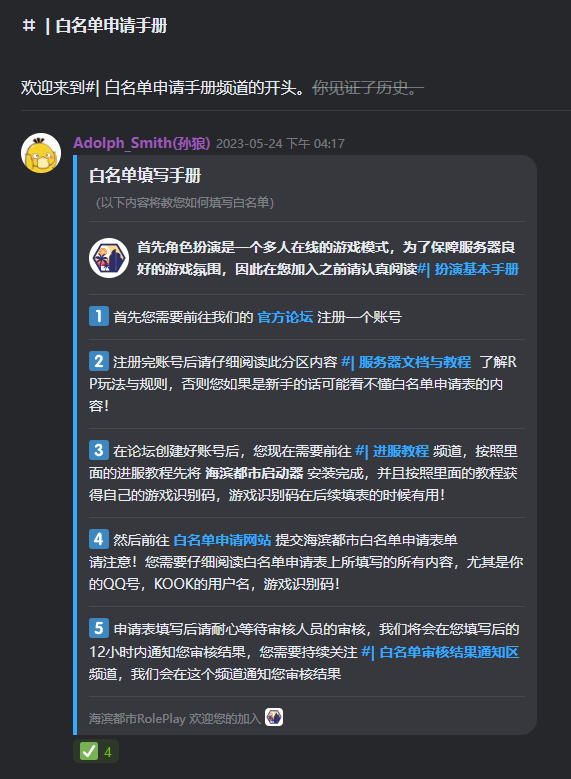 # | 白名单申请手册
欢迎来到#| 白名单申请手册频道的开头。你见证了历史。
Adolph_Smith(孙狼) 2023-05-24 下午 04:17
白名单填写手册
（以下内容将教您如何填写白名单）
首先角色扮演是一个多人在线的游戏模式，为了保障服务器良
好的游戏氛围，因此在您加入之前请认真阅读#| 扮演基本手册
1 首先您需要前往我们的 官方论坛 注册一个账号
2 注册完账号后请仔细阅读此分区内容 #| 服务器文档与教程 了解R
P玩法与规则，否则您如果是新手的话可能看不懂白名单申请表的内
容！
3 在论坛创建好账号后，您现在需要前往 #| 进服教程 频道，按照里
面的进服教程先将 海滨都市启动器 安装完成，并且按照里面的教程获
得自己的游戏识别码，游戏识别码在后续填表的时候有用！
4 然后前往 白名单申请网站 提交海滨都市白名单申请表单
请注意！您需要仔细阅读白名单申请表上所填写的所有内容，尤其是你
的QQ号，KOOK的用户名，游戏识别码！
5 申请表填写后请耐心等待审核人员的审核，我们将会在您填写后的
12小时内通知您审核结果，您需要持续关注 #| 白名单审核结果通知区
频道，我们会在这个频道通知您审核结果
海滨都市RolePlay 欢迎您的加入
4